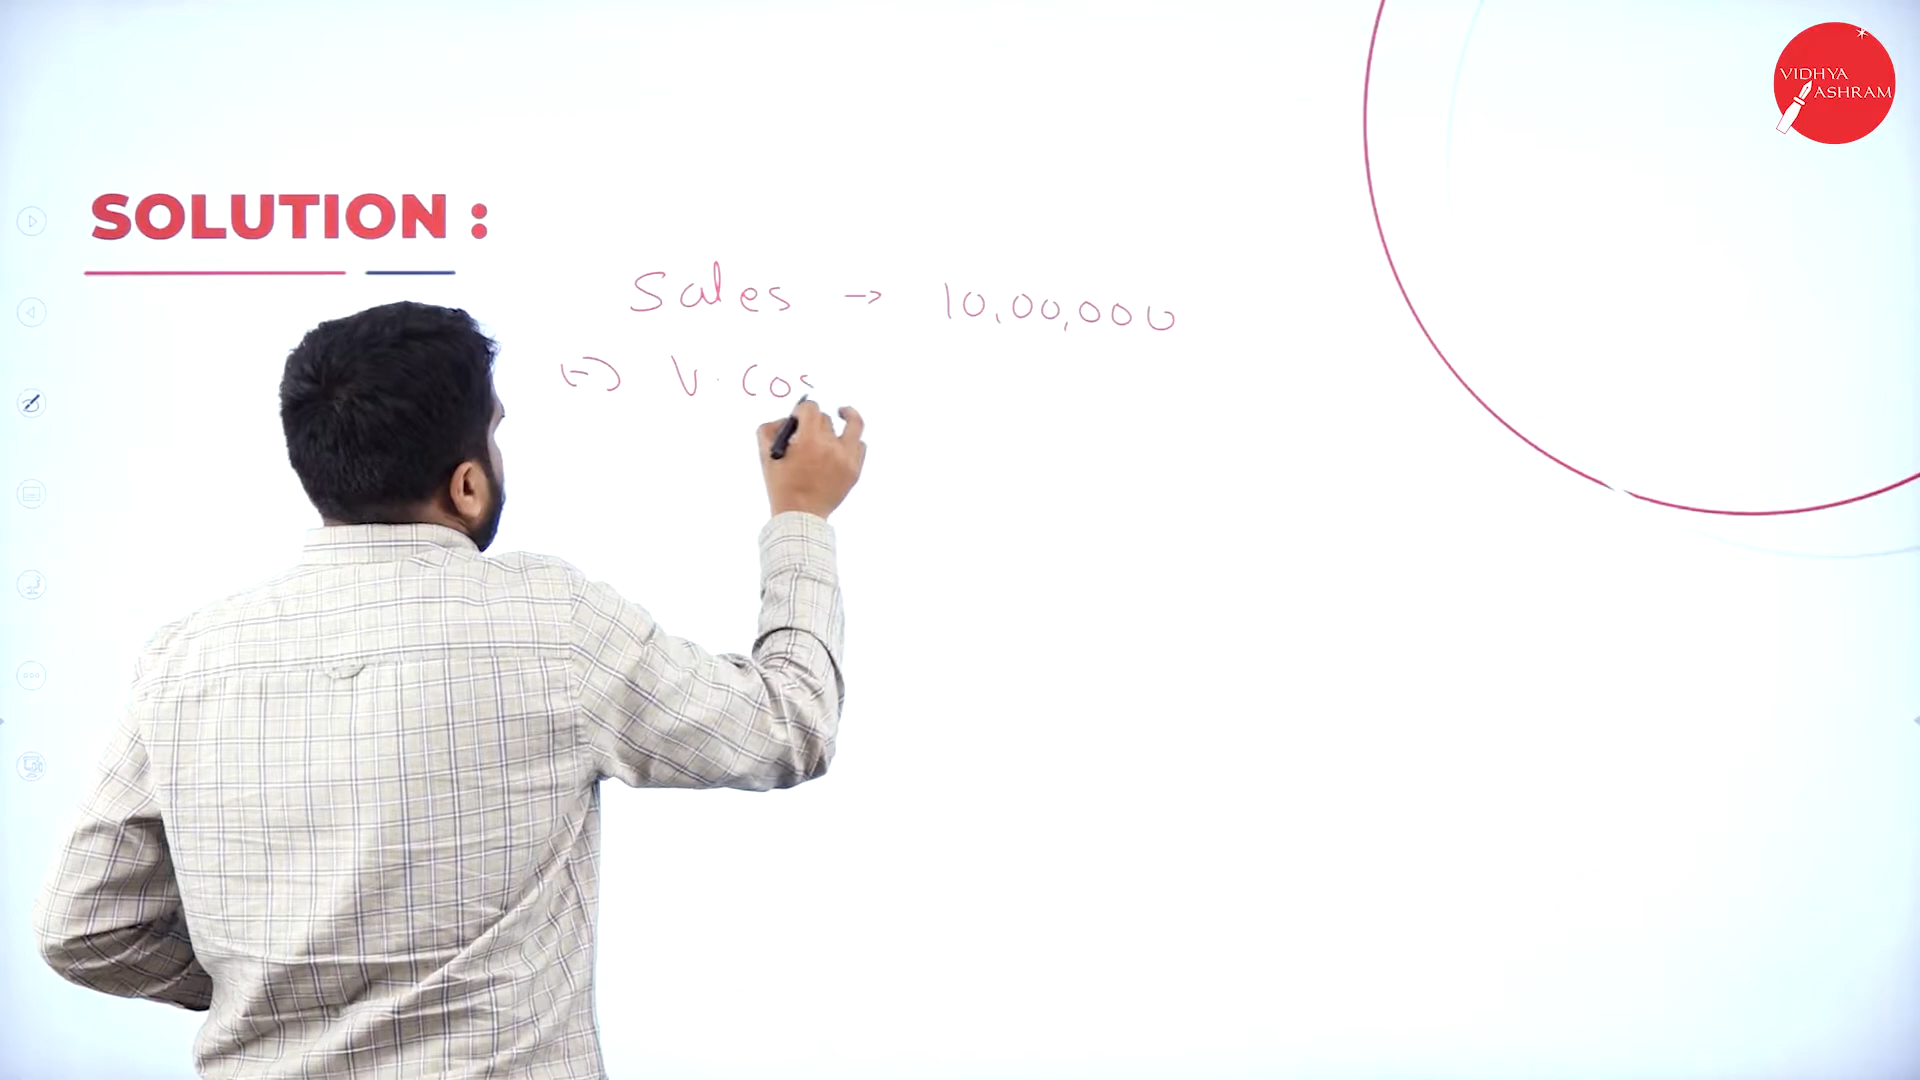 VIDHYA
ASHRAM
SOLUTION :
Sales → 10,00,000
(-) V. Cos